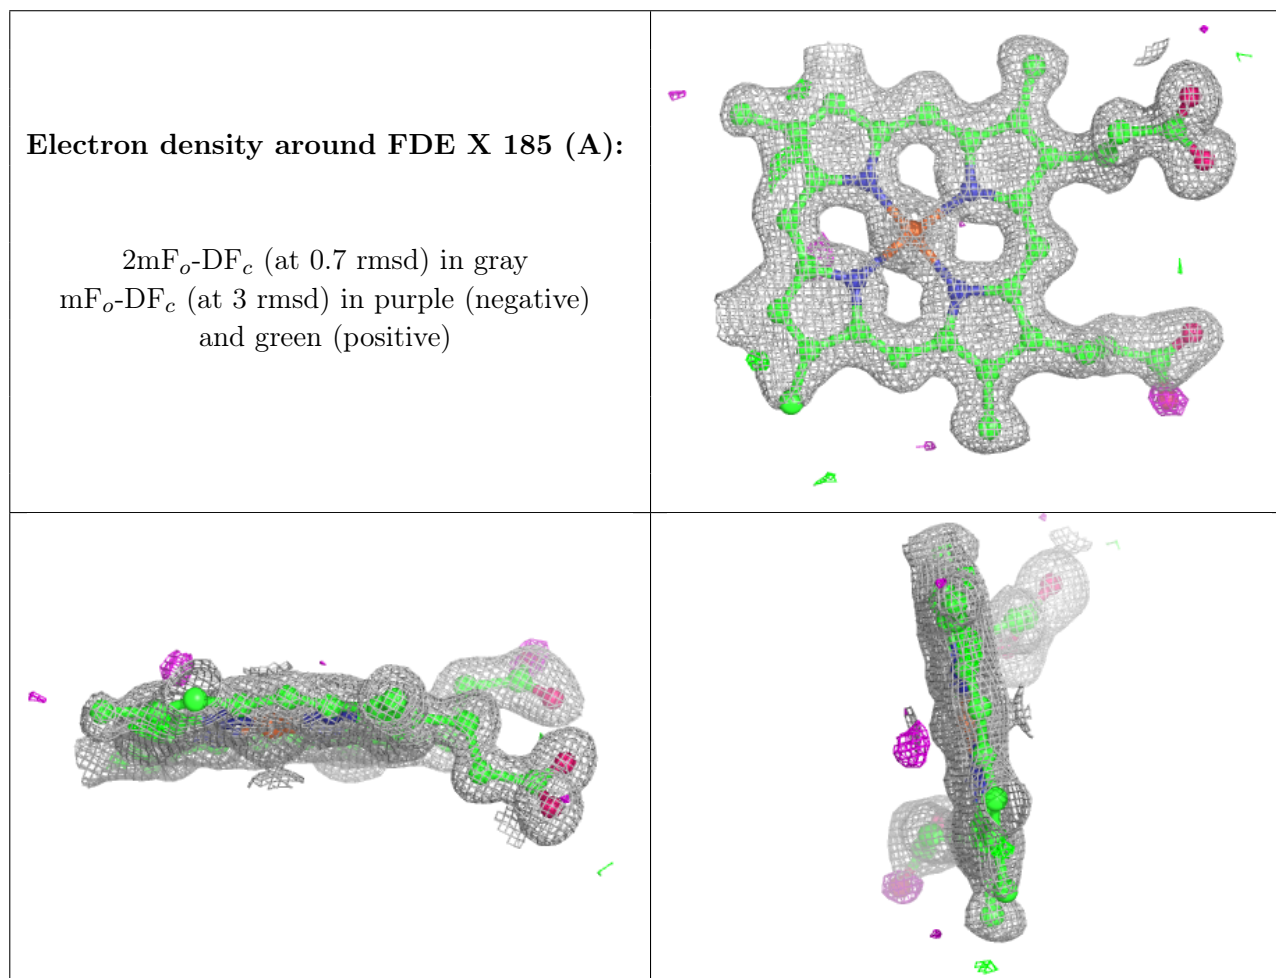 Electron density around FDE X 185 (A):
2mFo-DFc (at 0.7 rmsd) in gray
mFo-DFc (at 3 rmsd) in purple (negative)
and green (positive)